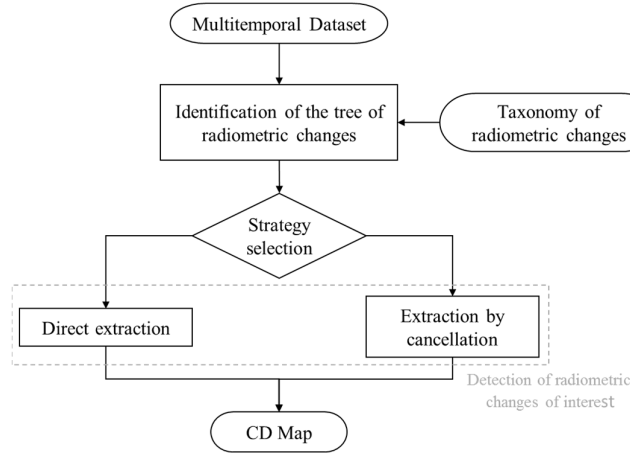 Multitemporal Dataset
Identification of the tree of
radiometric changes
Taxonomy of
radiometric changes
Strategy
selection
Direct extraction
Extraction by
cancellation
Detection of radiometric
changes of interest
CD Map